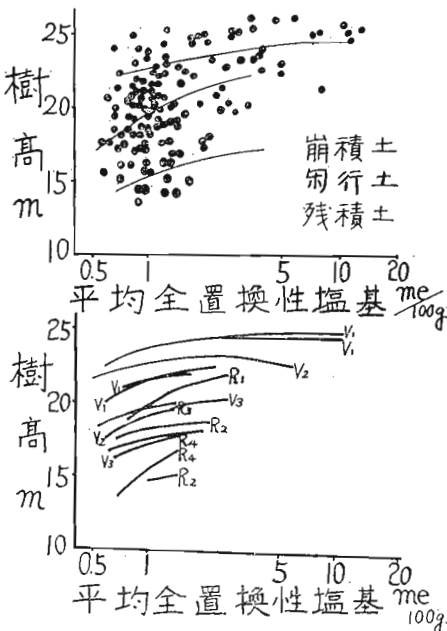 25
樹 20
高
15
m
10
崩積土
匍行土
残積土
0.5 1 5 10 20
平均全置換性塩基 me/100g
25
樹 20
高
15
m
10
V₁
V₁
V₂
V₁ R₁
V₁ R₃ V₃
V₂ R₂
V₃ R₄
R₄
R₂
0.5 1 5 10 20
平均全置換性塩基 me
100g